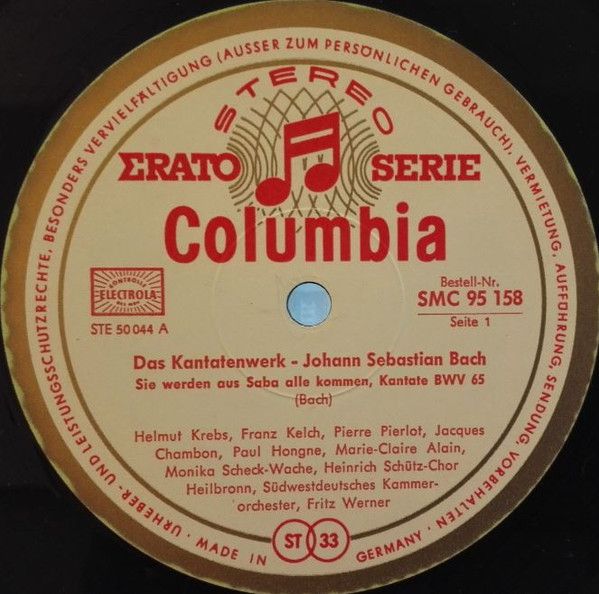 URHEBER- UND LEISTUNGSSCHUTZRECHTE, BESONDERS VERVIELFÄLTIGUNG (AUSSER ZUM PERSÖNLICHEN GEBRAUCH), VERMIETUNG, AUFFÜHRUNG, SENDUNG, VORBEHALTEN
STEREO
ERATO SERIE
Columbia
ELECTROLA
STE 50 044 A
Bestell-Nr.
SMC 95 158
Seite 1
Das Kantatenwerk - Johann Sebastian Bach
Sie werden aus Saba alle kommen, Kantate BWV 65
(Bach)
Helmut Krebs, Franz Kelch, Pierre Pierlot, Jacques
Chambon, Paul Hongne, Marie-Claire Alain,
Monika Scheck-Wache, Heinrich Schütz-Chor
Heilbronn, Südwestdeutsches Kammer-
orchester, Fritz Werner
· MADE IN GERMANY ·
ST 33